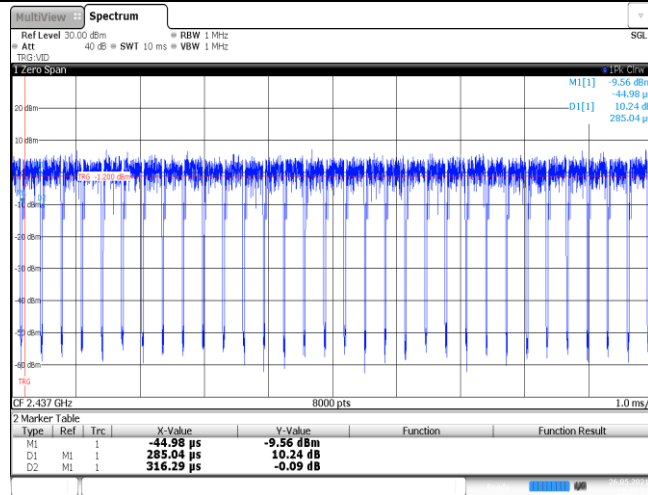 MultiView Spectrum
Ref Level 30.00 dBm RBW 1 MHz SGL
Att 40 dB SWT 10 ms VBW 1 MHz
TRG:VID
1 Zero Span 1Pk Clrw
M1[1] -9.56 dBm
-44.98 µs
20 dBm
D1[1] 10.24 dB
285.04 µs
10 dBm
TRG -1.200 dBm
-10 dBm
-20 dBm
-30 dBm
-40 dBm
-50 dBm
-60 dBm
TRG
CF 2.437 GHz 8000 pts 1.0 ms/
2 Marker Table
Type Ref Trc X-Value Y-Value Function Function Result
M1 1 -44.98 µs -9.56 dBm
D1 M1 1 285.04 µs 10.24 dB
D2 M1 1 316.29 µs -0.09 dB